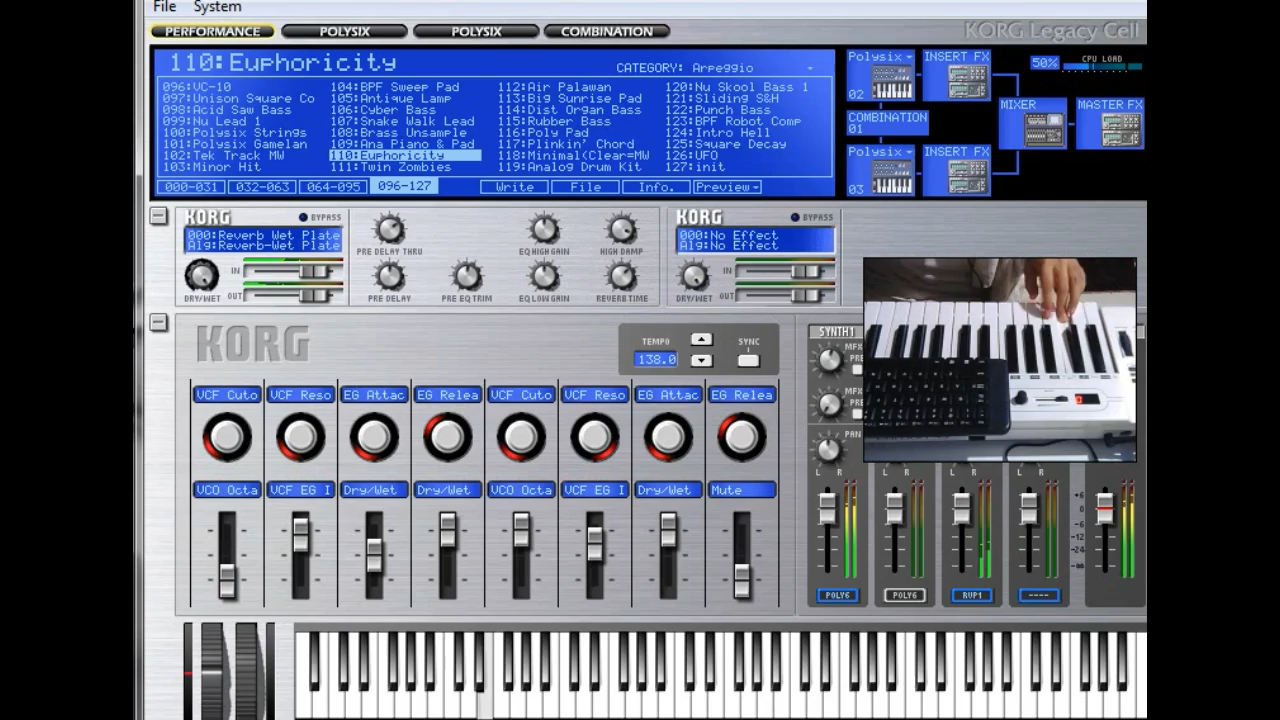 File System
PERFORMANCE POLYSIX POLYSIX COMBINATION KORG Legacy Cell
110:Euphoricity CATEGORY: Arpeggio
096:VC-10 104:BPF Sweep Pad 112:Air Palawan 120:Nu Skool Bass 1
097:Unison Square Co 105:Antique Lamp 113:Big Sunrise Pad 121:Sliding S&H
098:Acid Saw Bass 106:Cyber Bass 114:Dist Organ Bass 122:Punch Bass
099:Nu Lead 1 107:Snake Walk Lead 115:Rubber Bass 123:BPF Robot Comp
100:Polysix Strings 108:Brass Unsample 116:Poly Pad 124:Intro Hell
101:Polysix Gamelan 109:Ana Piano & Pad 117:Plinkin' Chord 125:Square Decay
102:Tek Track MW 110:Euphoricity 118:Minimal(Clear=MW 126:UFO
103:Minor Hit 111:Twin Zombies 119:Analog Drum Kit 127:init
000-031 032-063 064-095 096-127 Write File Info. Preview
Polysix INSERT FX 50% CPU LOAD
02
COMBINATION MIXER MASTER FX
01
Polysix INSERT FX
03
KORG BYPASS
000:Reverb Wet Plate
Alg:Reverb-Wet Plate
IN
DRY/WET OUT
PRE DELAY THRU EQ HIGH GAIN HIGH DAMP
PRE DELAY PRE EQ TRIM EQ LOW GAIN REVERB TIME
KORG BYPASS
000:No Effect
Alg:No Effect
IN
DRY/WET OUT
KORG
TEMPO SYNC
138.0
VCF Cuto VCF Reso EG Attac EG Relea VCF Cuto VCF Reso EG Attac EG Relea
VCO Octa VCF EG I Dry/Wet Dry/Wet VCO Octa VCF EG I Dry/Wet Mute
SYNTH1
MFX
PRE
MFX
PRE
PAN
L R L R L R L R
+6
0
-6
-12
-24
-∞
POLY6 POLY6 RVP1 ----